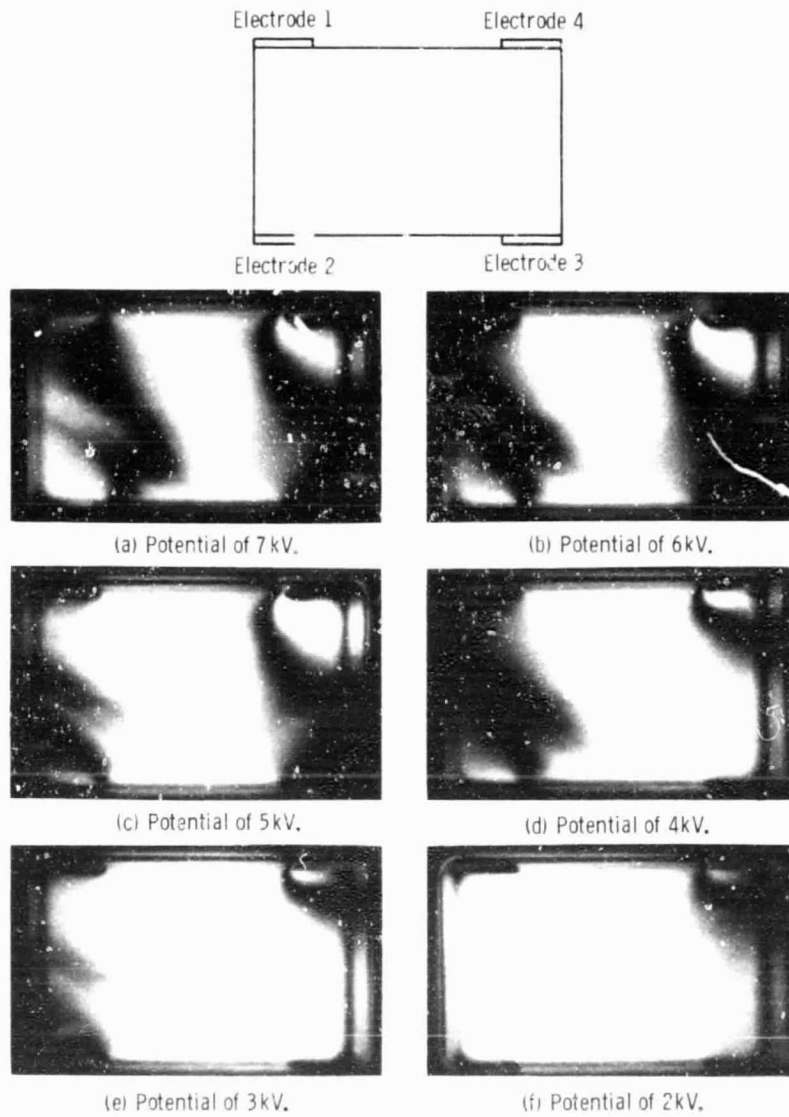 Electrode 1
Electrode 4
Electrode 2
Electrode 3
(a) Potential of 7 kV.
(b) Potential of 6 kV.
(c) Potential of 5 kV.
(d) Potential of 4 kV.
(e) Potential of 3 kV.
(f) Potential of 2 kV.